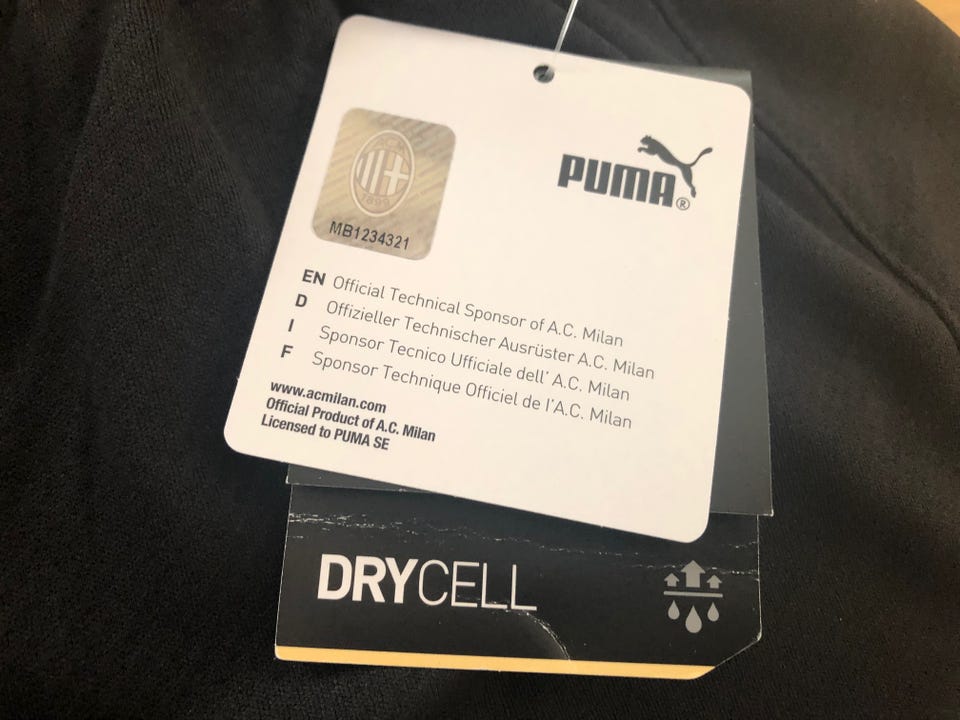 1899
MB1234321
PUMA®
EN Official Technical Sponsor of A.C. Milan
D Offizieller Technischer Ausrüster A.C. Milan
I Sponsor Tecnico Ufficiale dell' A.C. Milan
F Sponsor Technique Officiel de l'A.C. Milan
www.acmilan.com
Official Product of A.C. Milan
Licensed to PUMA SE
DRYCELL